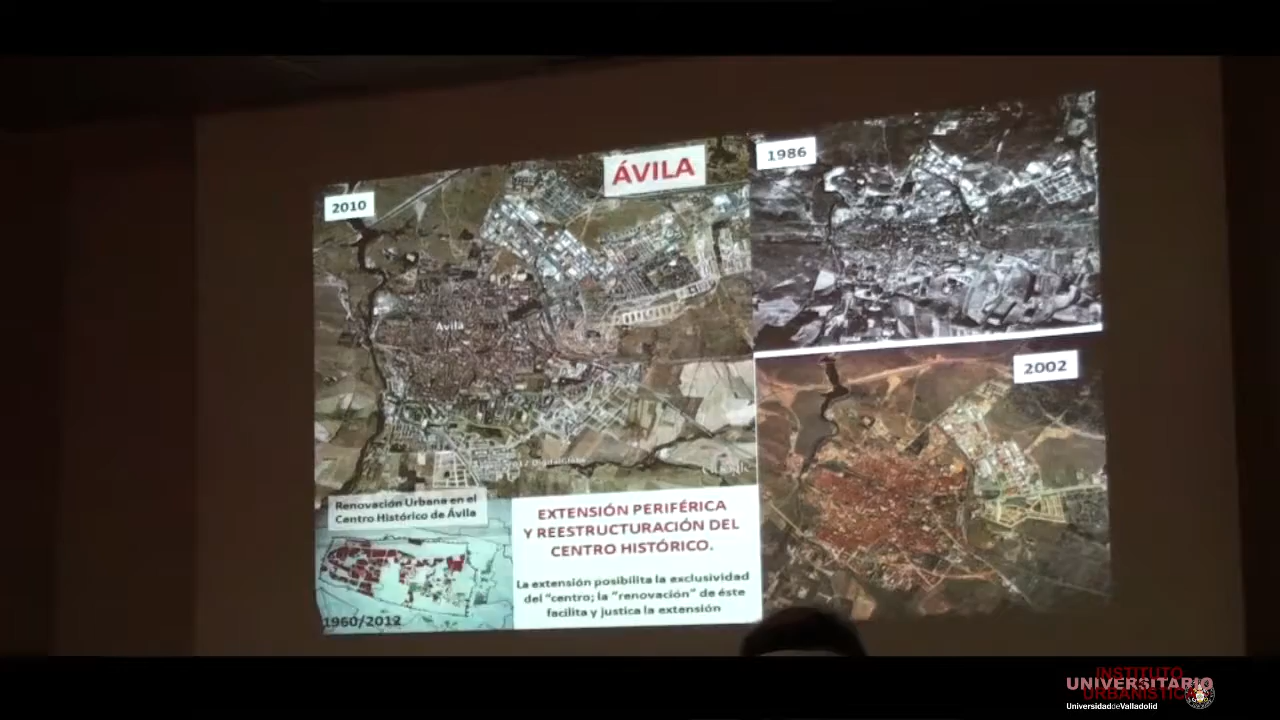 ÁVILA
2010
1986
Ávila
2002
Renovación Urbana en el
Centro Histórico de Ávila
1960/2012
EXTENSIÓN PERIFÉRICA
Y REESTRUCTURACIÓN DEL
CENTRO HISTÓRICO.
La extensión posibilita la exclusividad
del "centro; la "renovación" de éste
facilita y justica la extensión
INSTITUTO
UNIVERSITARIO
URBANÍSTICA
UniversidaddeValladolid